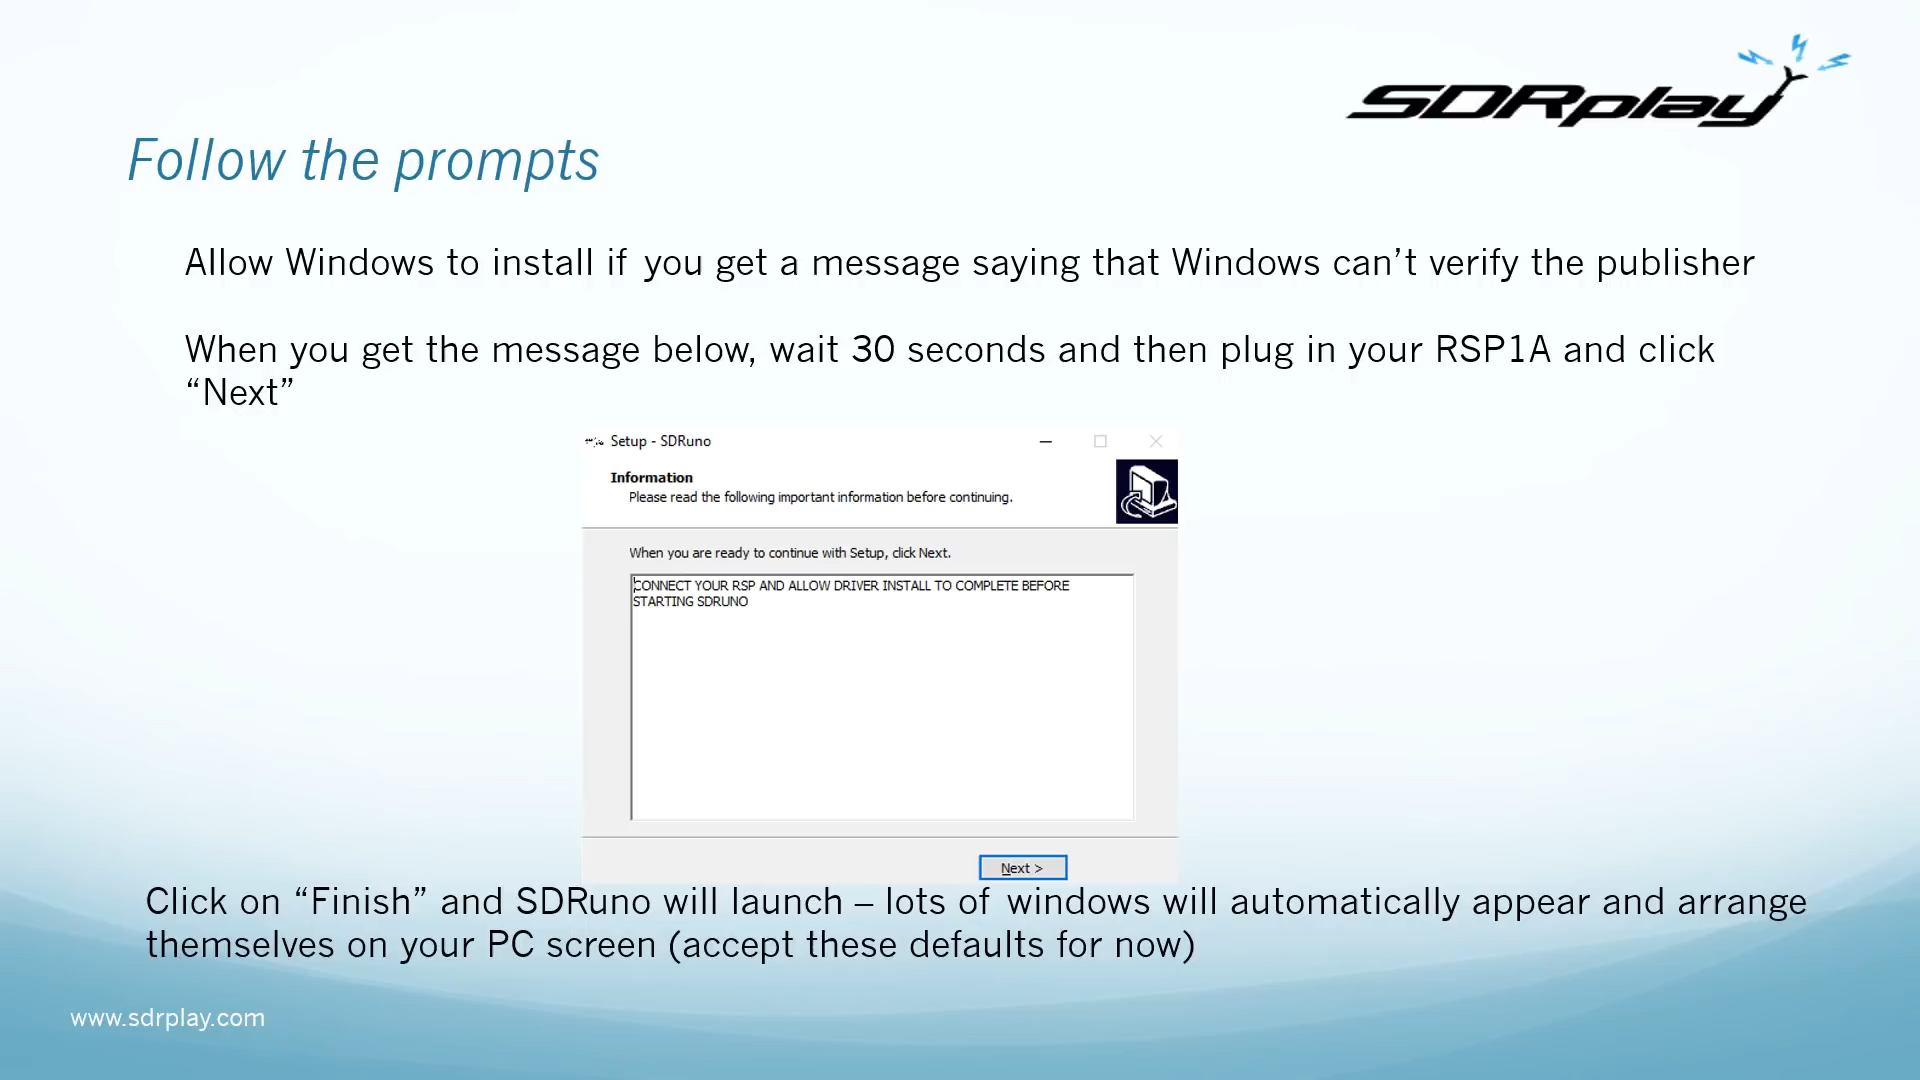 SDRplay
Follow the prompts
Allow Windows to install if you get a message saying that Windows can’t verify the publisher
When you get the message below, wait 30 seconds and then plug in your RSP1A and click
“Next”
Setup - SDRuno
Information
Please read the following important information before continuing.
When you are ready to continue with Setup, click Next.
CONNECT YOUR RSP AND ALLOW DRIVER INSTALL TO COMPLETE BEFORE
STARTING SDRUNO
Next >
Click on “Finish” and SDRuno will launch – lots of windows will automatically appear and arrange
themselves on your PC screen (accept these defaults for now)
www.sdrplay.com